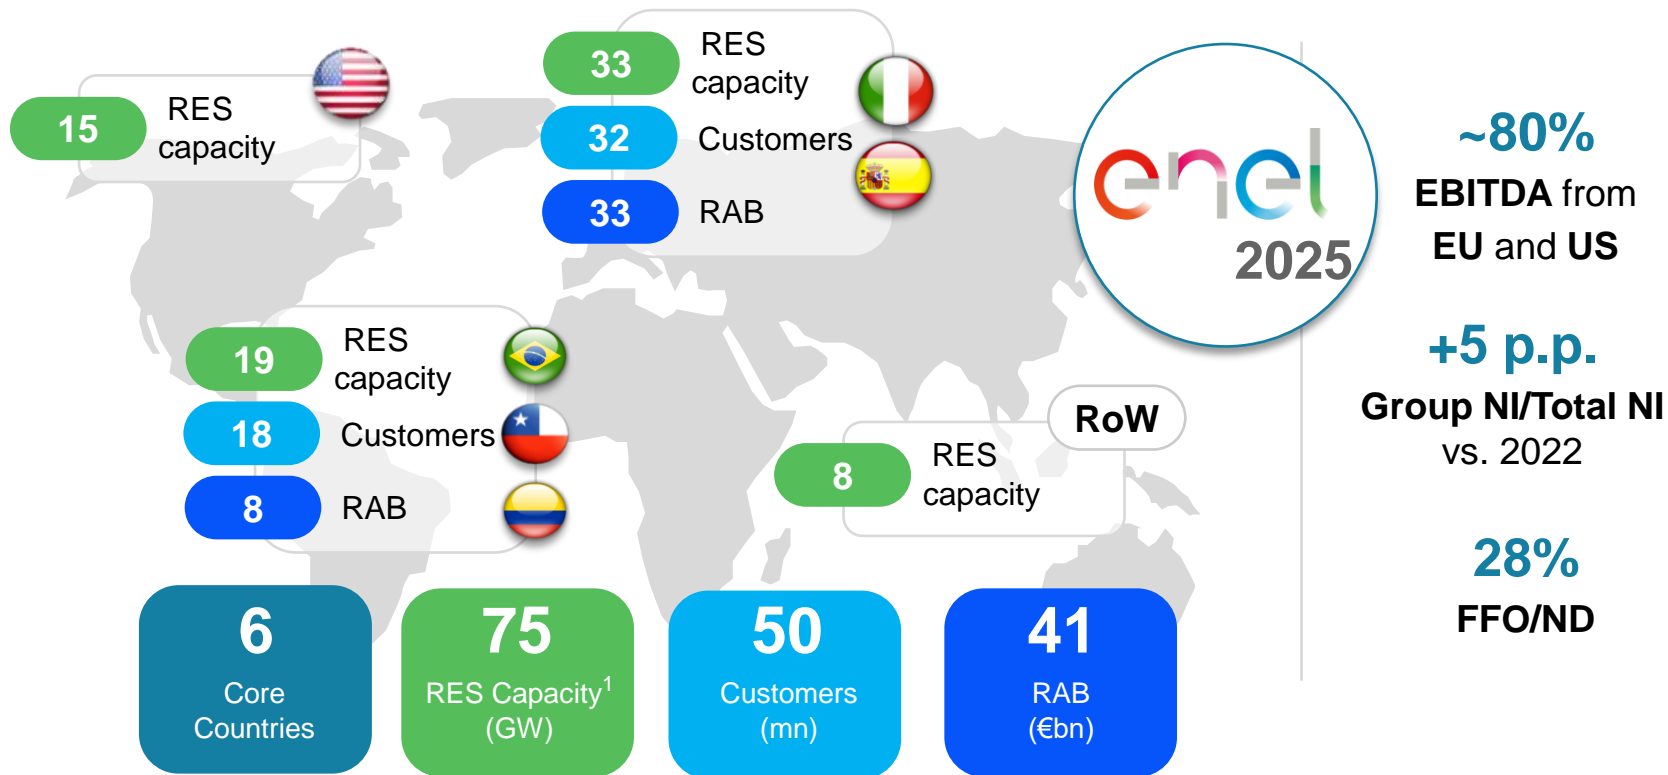 15
RES
capacity
33
RES
capacity
32
Customers
33
RAB
19
RES
capacity
18
Customers
8
RAB
RoW
8
RES
capacity
6
Core
Countries
75
RES Capacity1
(GW)
50
Customers
(mn)
41
RAB
(€bn)
enel
2025
~80%
EBITDA from
EU and US
+5 p.p.
Group NI/Total NI
vs. 2022
28%
FFO/ND